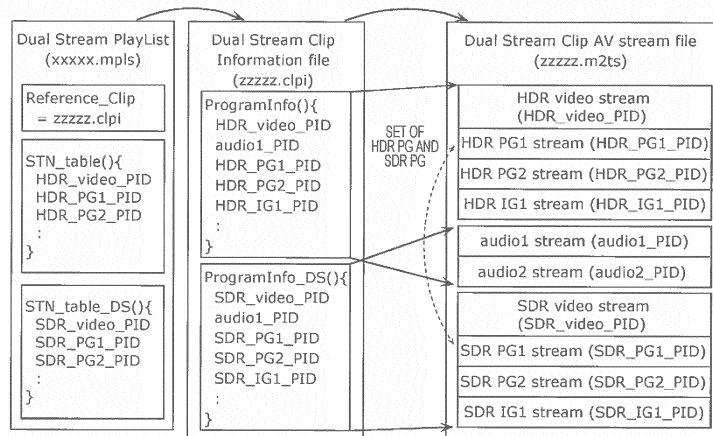 Dual Stream PlayList
(xxxxx.mpls)
Reference_Clip
= zzzzz.clpi
STN_table(){
HDR_video_PID
HDR_PG1_PID
HDR_PG2_PID
:
}
STN_table_DS(){
SDR_video_PID
SDR_PG1_PID
SDR_PG2_PID
:
}
Dual Stream Clip
Information file
(zzzzz.clpi)
ProgramInfo(){
HDR_video_PID
audio1_PID
HDR_PG1_PID
HDR_PG2_PID
HDR_IG1_PID
:
}
ProgramInfo_DS(){
SDR_video_PID
audio1_PID
SDR_PG1_PID
SDR_PG2_PID
SDR_IG1_PID
:
}
SET OF
HDR PG AND
SDR PG
Dual Stream Clip AV stream file
(zzzzz.m2ts)
HDR video stream
(HDR_video_PID)
HDR PG1 stream (HDR_PG1_PID)
HDR PG2 stream (HDR_PG2_PID)
HDR IG1 stream (HDR_IG1_PID)
audio1 stream (audio1_PID)
audio2 stream (audio2_PID)
SDR video stream
(SDR_video_PID)
SDR PG1 stream (SDR_PG1_PID)
SDR PG2 stream (SDR_PG2_PID)
SDR IG1 stream (SDR_IG1_PID)